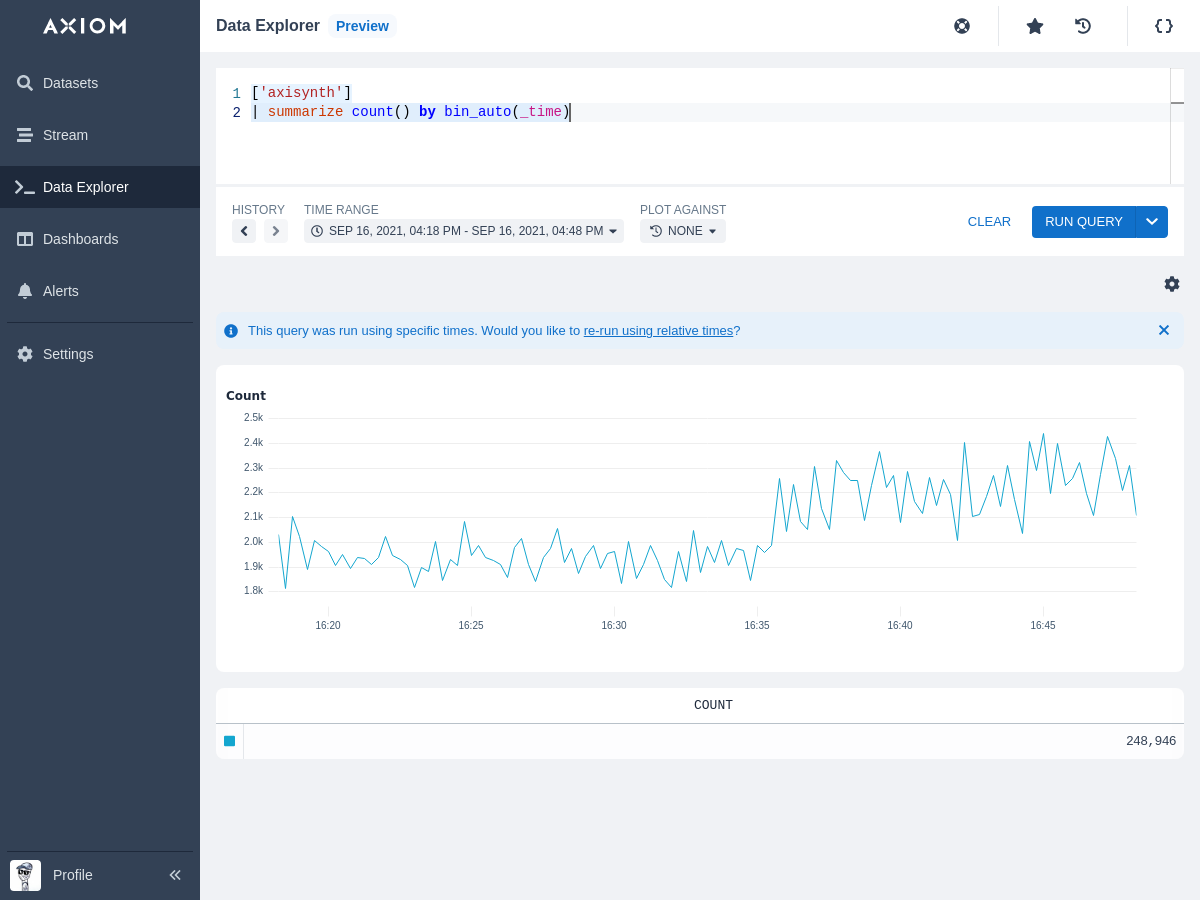 AXIOM
Data Explorer Preview
Datasets
Stream
Data Explorer
Dashboards
Alerts
Settings
1 ['axisynth']
2 | summarize count() by bin_auto(_time)
HISTORY TIME RANGE PLOT AGAINST
SEP 16, 2021, 04:18 PM - SEP 16, 2021, 04:48 PM NONE CLEAR RUN QUERY
This query was run using specific times. Would you like to re-run using relative times?
Count
2.5k
2.4k
2.3k
2.2k
2.1k
2.0k
1.9k
1.8k
16:20 16:25 16:30 16:35 16:40 16:45
COUNT
248,946
Profile